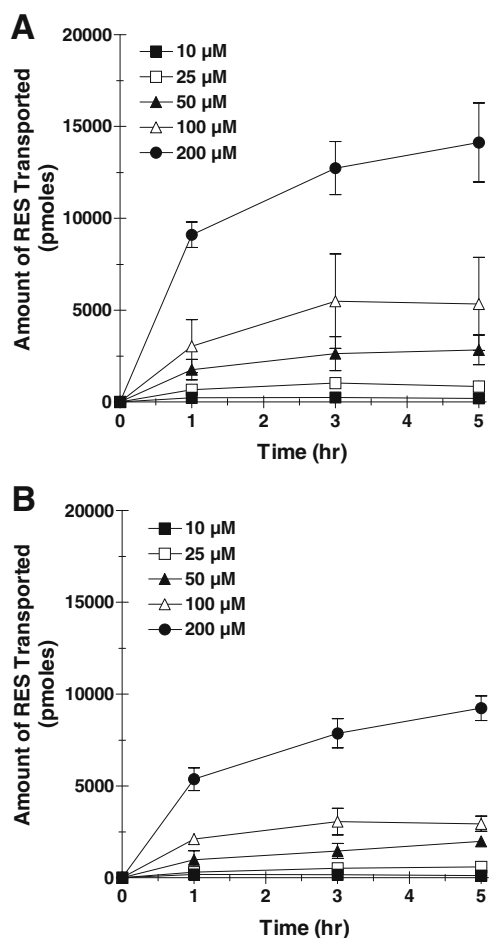 A
Amount of RES Transported
(pmoles)
20000
15000
10000
5000
0
10 µM
25 µM
50 µM
100 µM
200 µM
0 1 2 3 4 5
Time (hr)
B
Amount of RES Transported
(pmoles)
20000
15000
10000
5000
0
10 µM
25 µM
50 µM
100 µM
200 µM
0 1 2 3 4 5
Time (hr)